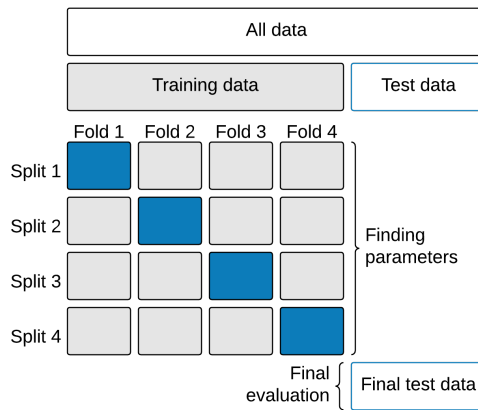 All data
Training data
Test data
Fold 1 Fold 2 Fold 3 Fold 4
Split 1
Split 2
Split 3
Split 4
Finding
parameters
Final
evaluation
Final test data